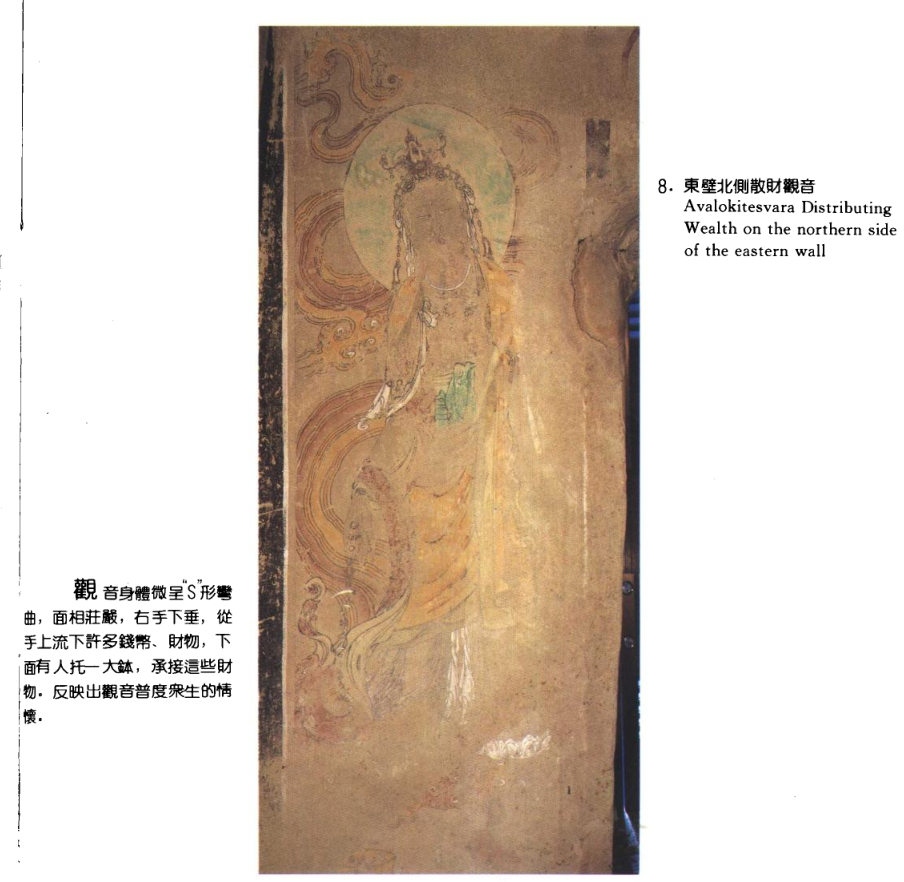 8. 東壁北側散財觀音
Avalokitesvara Distributing
Wealth on the northern side
of the eastern wall
觀音身體微呈“S”形彎
曲，面相莊嚴，右手下垂，從
手上流下許多錢幣、財物，下
面有人托一大鉢，承接這些財
物。反映出觀音普度衆生的情
懷。